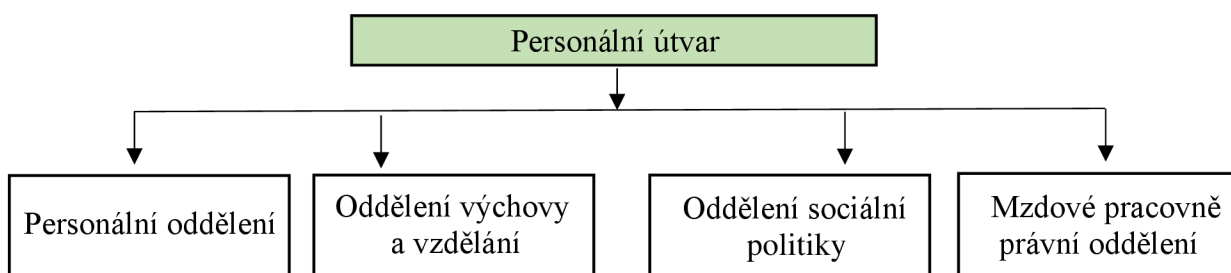 Personální útvar
Personální oddělení
Oddělení výchovy
a vzdělání
Oddělení sociální
politiky
Mzdové pracovně
právní oddělení